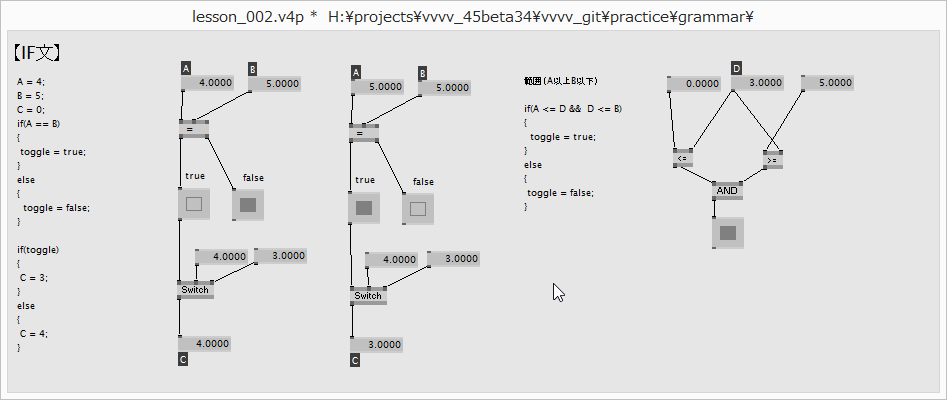 lesson_002.v4p *  H:¥projects¥vvvv_45beta34¥vvvv_git¥practice¥grammar¥
【IF文】
A = 4;
B = 5;
C = 0;
if(A == B)
{
toggle = true;
}
else
{
toggle = false;
}
if(toggle)
{
C = 3;
}
else
{
C = 4;
}
A
B
4.0000
5.0000
=
true
false
4.0000
3.0000
Switch
4.0000
C
A
B
5.0000
5.0000
=
true
false
4.0000
3.0000
Switch
3.0000
C
範囲(A以上B以下)
if(A <= D && D <= B)
{
toggle = true;
}
else
{
toggle = false;
}
D
0.0000
3.0000
5.0000
<=
>=
AND